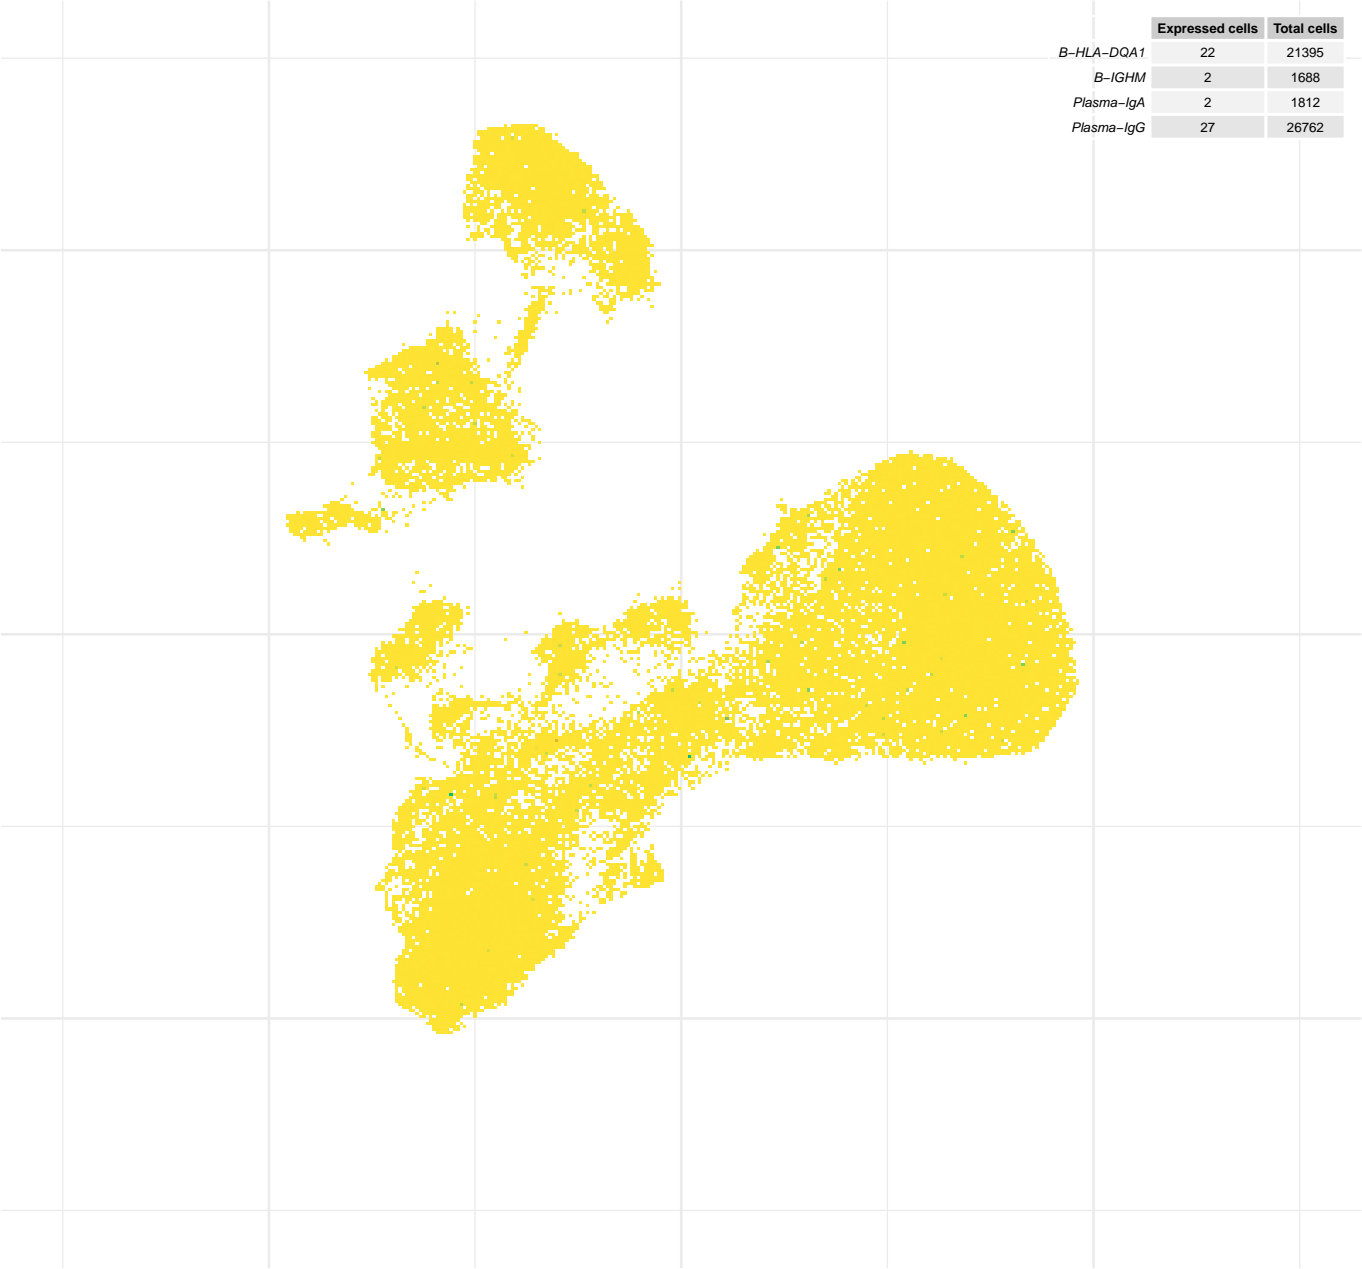 Expressed cells Total cells
B−HLA−DQA1 22 21395
B−IGHM 2 1688
Plasma−IgA 2 1812
Plasma−IgG 27 26762